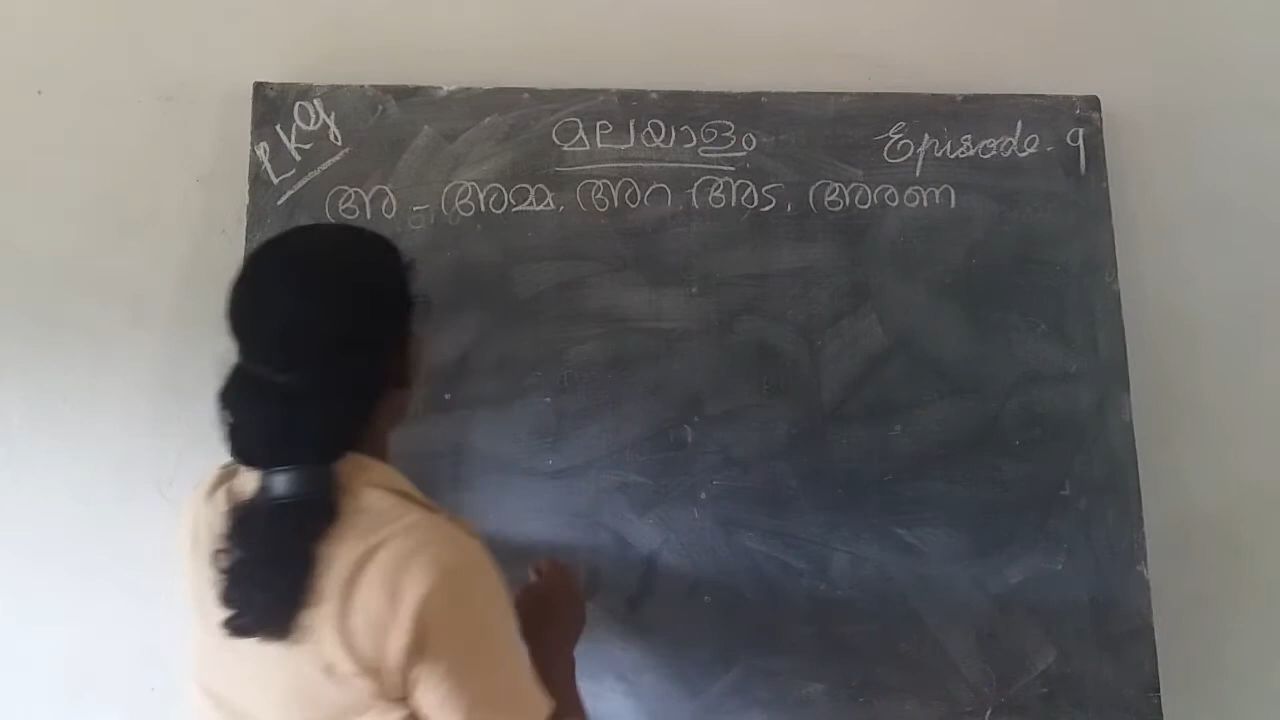 LKG
മലയാളം
Episode. 9
അ - അമ്മ, അറ, അട, അരണ